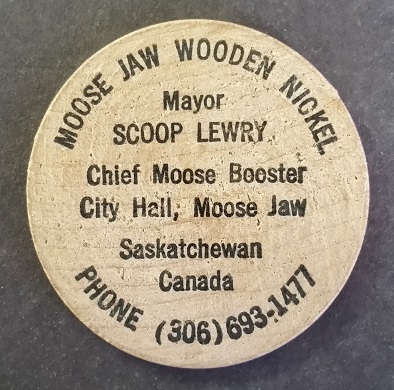 MOOSE JAW WOODEN NICKEL
Mayor
SCOOP LEWRY
Chief Moose Booster
City Hall, Moose Jaw
Saskatchewan
Canada
PHONE (306) 693-1477